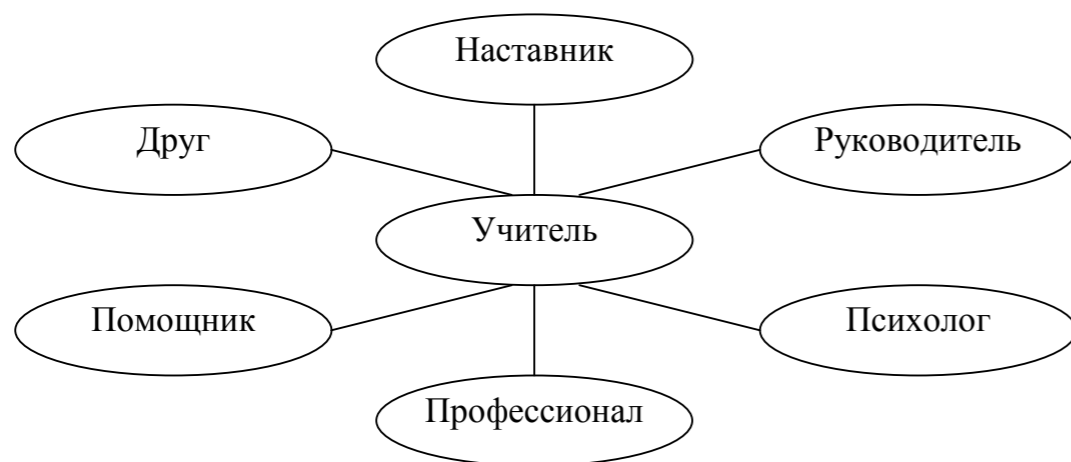 Наставник
Друг
Руководитель
Учитель
Помощник
Психолог
Профессионал